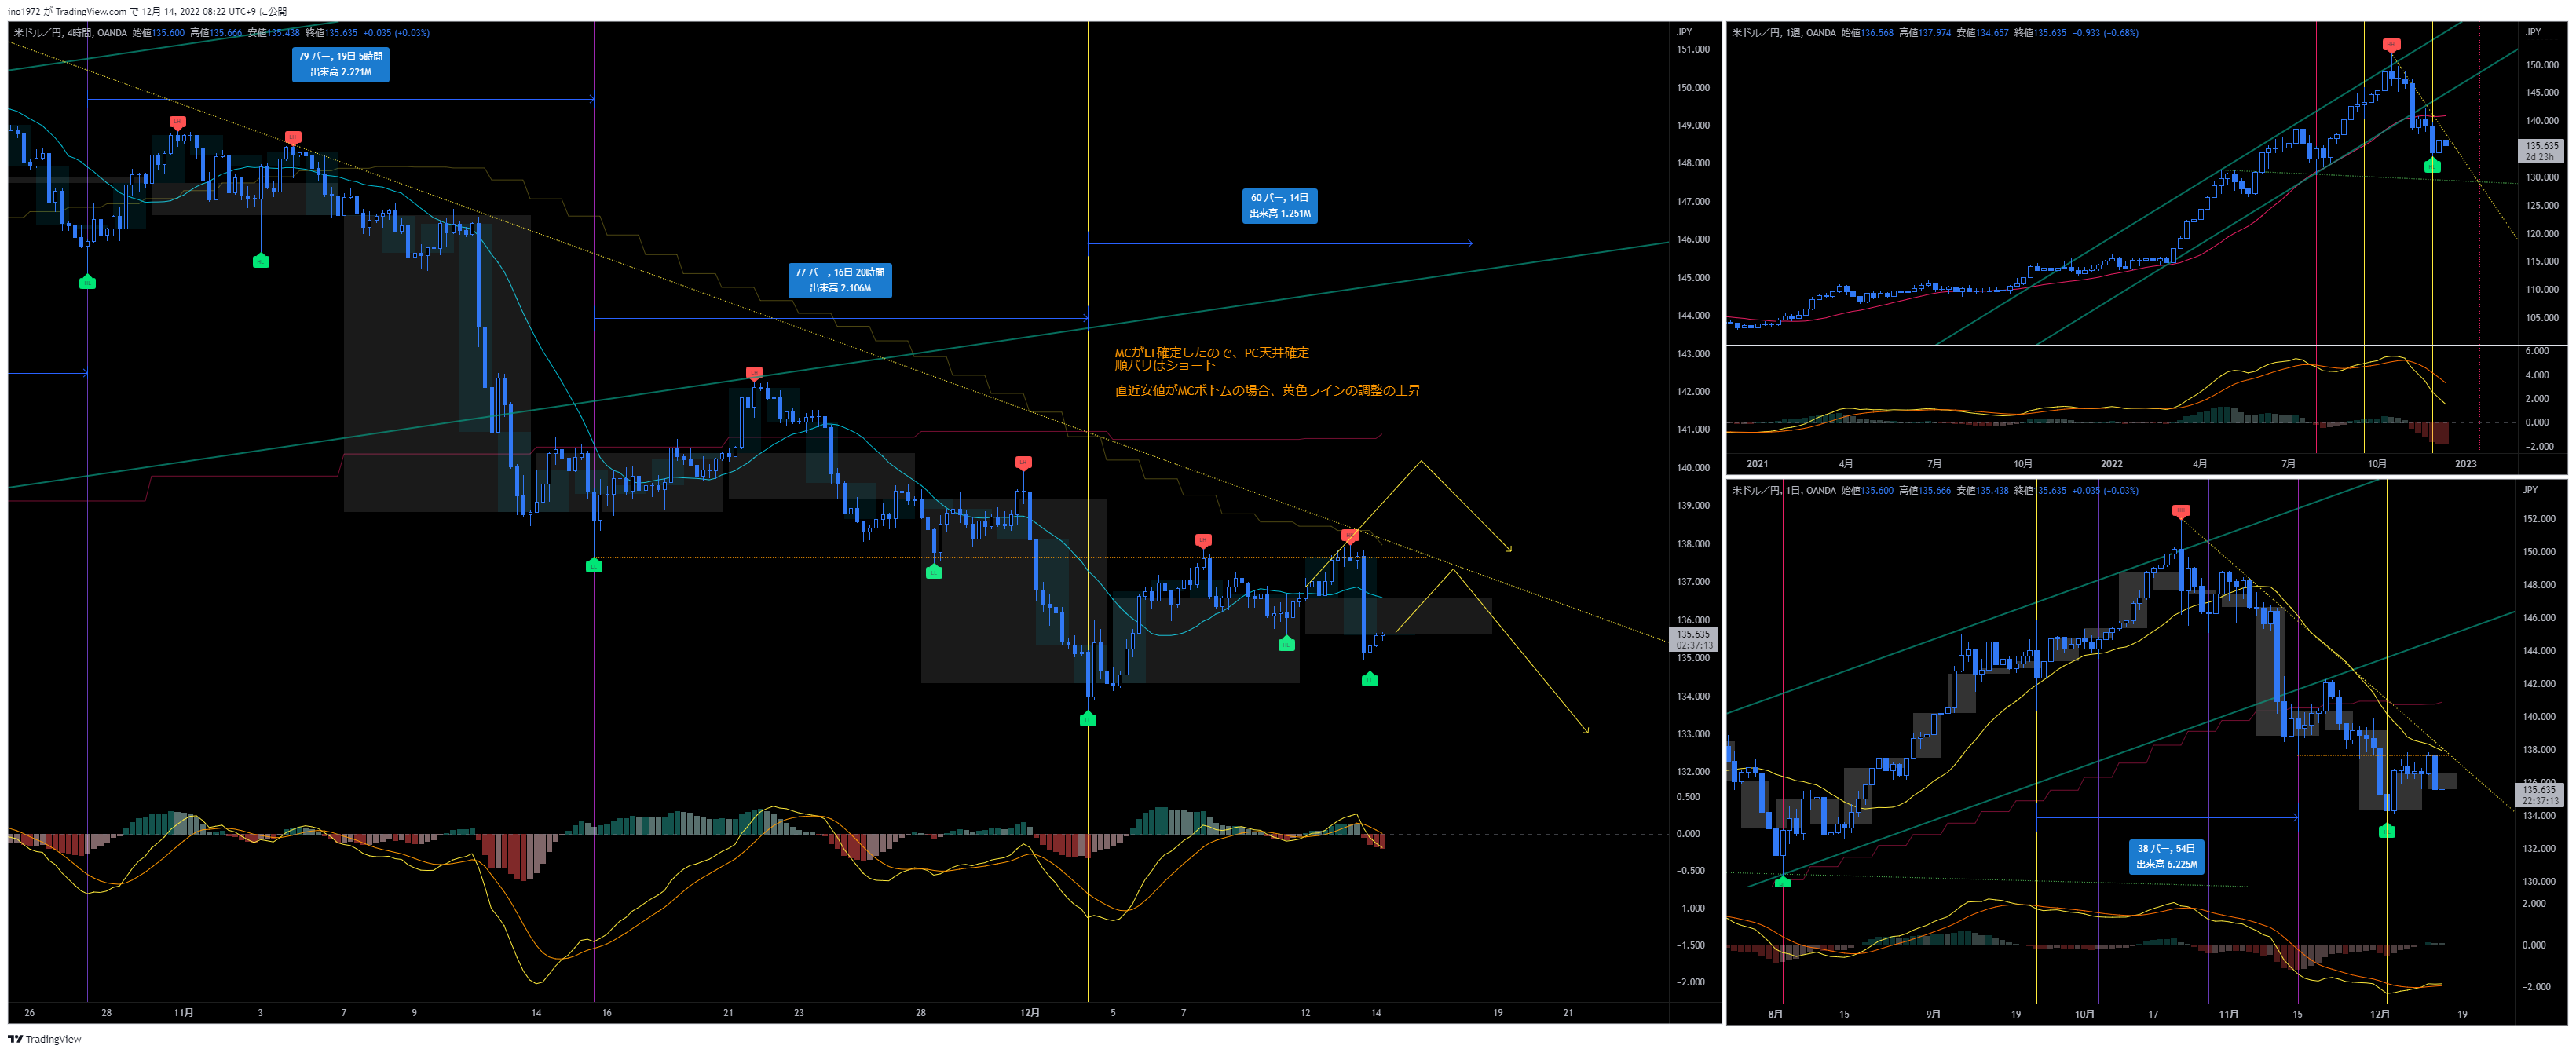 ino1972 が TradingView.com で 12月 14, 2022 08:22 UTC+9 に公開
米ドル／円, 4時間, OANDA 始値135.600 高値135.666 安値135.438 終値135.635 +0.035 (+0.03%)
JPY
79 バー, 19日 5時間
出来高 2.221M
77 バー, 16日 20時間
出来高 2.106M
60 バー, 14日
出来高 1.251M
MCがLT確定したので、PC天井確定
順バリはショート
直近安値がMCボトムの場合、黄色ラインの調整の上昇
LH
LH
LH
LH
LL
LL
LL
LL
151.000
150.000
149.000
148.000
147.000
146.000
145.000
144.000
143.000
142.000
141.000
140.000
139.000
138.000
137.000
136.000
135.635
02:37:13
135.000
134.000
133.000
132.000
0.500
0.000
−0.500
−1.000
−1.500
−2.000
26 28 11月 3 7 9 14 16 21 23 28 12月 5 7 12 14 19 21
米ドル／円, 1週, OANDA 始値136.568 高値137.974 安値134.657 終値135.635 −0.933 (−0.68%)
JPY
150.000
145.000
140.000
135.635
2d 23h
130.000
125.000
120.000
115.000
110.000
105.000
6.000
4.000
2.000
0.000
−2.000
2021 4月 7月 10月 2022 4月 7月 10月 2023
米ドル／円, 1日, OANDA 始値135.600 高値135.666 安値135.438 終値135.635 +0.035 (+0.03%)
JPY
38 バー, 54日
出来高 6.225M
152.000
150.000
148.000
146.000
144.000
142.000
140.000
138.000
136.000
135.635
22:37:13
134.000
132.000
130.000
2.000
0.000
−2.000
8月 15 9月 19 10月 17 11月 15 12月 19
TradingView